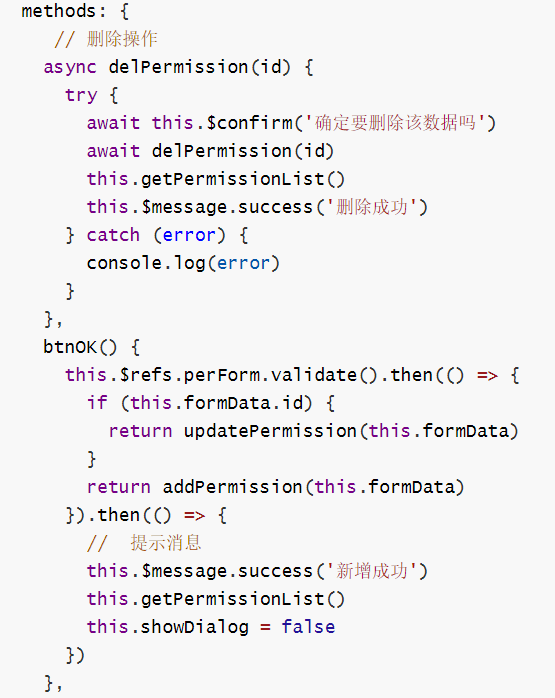 methods: {
// 删除操作
async delPermission(id) {
try {
await this.$confirm('确定要删除该数据吗')
await delPermission(id)
this.getPermissionList()
this.$message.success('删除成功')
} catch (error) {
console.log(error)
}
},
btnOK() {
this.$refs.perForm.validate().then(() => {
if (this.formData.id) {
return updatePermission(this.formData)
}
return addPermission(this.formData)
}).then(() => {
//  提示消息
this.$message.success('新增成功')
this.getPermissionList()
this.showDialog = false
})
},